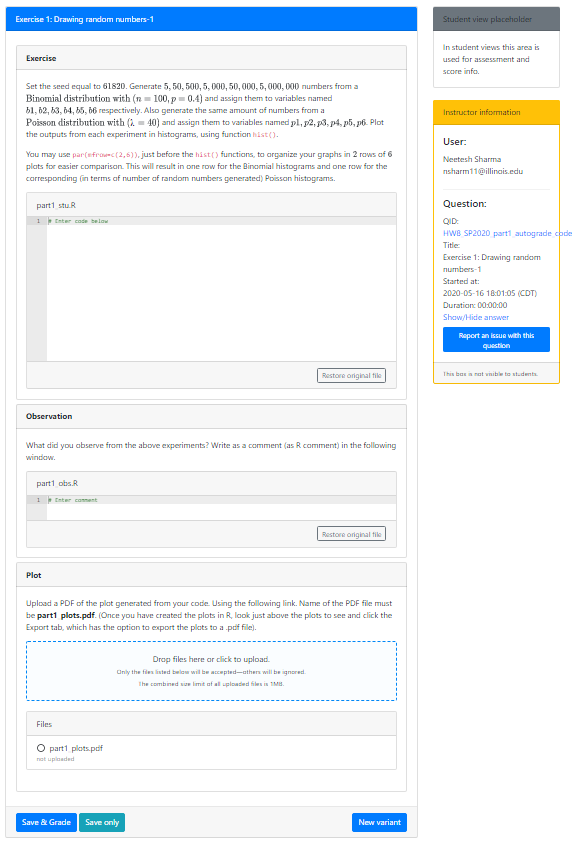 Exercise 1: Drawing random numbers-1
Exercise
Set the seed equal to 61820. Generate 5, 50, 500, 5, 000, 50, 000, 5, 000, 000 numbers from a
Binomial distribution with (n = 100, p = 0.4) and assign them to variables named
b1, b2, b3, b4, b5, b6 respectively. Also generate the same amount of numbers from a
Poisson distribution with (λ = 40) and assign them to variables named p1, p2, p3, p4, p5, p6. Plot
the outputs from each experiment in histograms, using function hist().
You may use par(mfrow=c(2,6)), just before the hist() functions, to organize your graphs in 2 rows of 6
plots for easier comparison. This will result in one row for the Binomial histograms and one row for the
corresponding (in terms of number of random numbers generated) Poisson histograms.
part1_stu.R
1 # Enter code below
Restore original file
Observation
What did you observe from the above experiments? Write as a comment (as R comment) in the following
window.
part1_obs.R
1 # Enter comment
Restore original file
Plot
Upload a PDF of the plot generated from your code. Using the following link. Name of the PDF file must
be part1_plots.pdf. (Once you have created the plots in R, look just above the plots to see and click the
Export tab, which has the option to export the plots to a .pdf file).
Drop files here or click to upload.
Only the files listed below will be accepted—others will be ignored.
The combined size limit of all uploaded files is 1MB.
Files
part1_plots.pdf
not uploaded
Save & Grade
Save only
New variant
Student view placeholder
In student views this area is
used for assessment and
score info.
Instructor information
User:
Neetesh Sharma
nsharm11@illinois.edu
Question:
QID:
HW8_SP2020_part1_autograde_code
Title:
Exercise 1: Drawing random
numbers-1
Started at:
2020-05-16 18:01:05 (CDT)
Duration: 00:00:00
Show/Hide answer
Report an issue with this
question
This box is not visible to students.